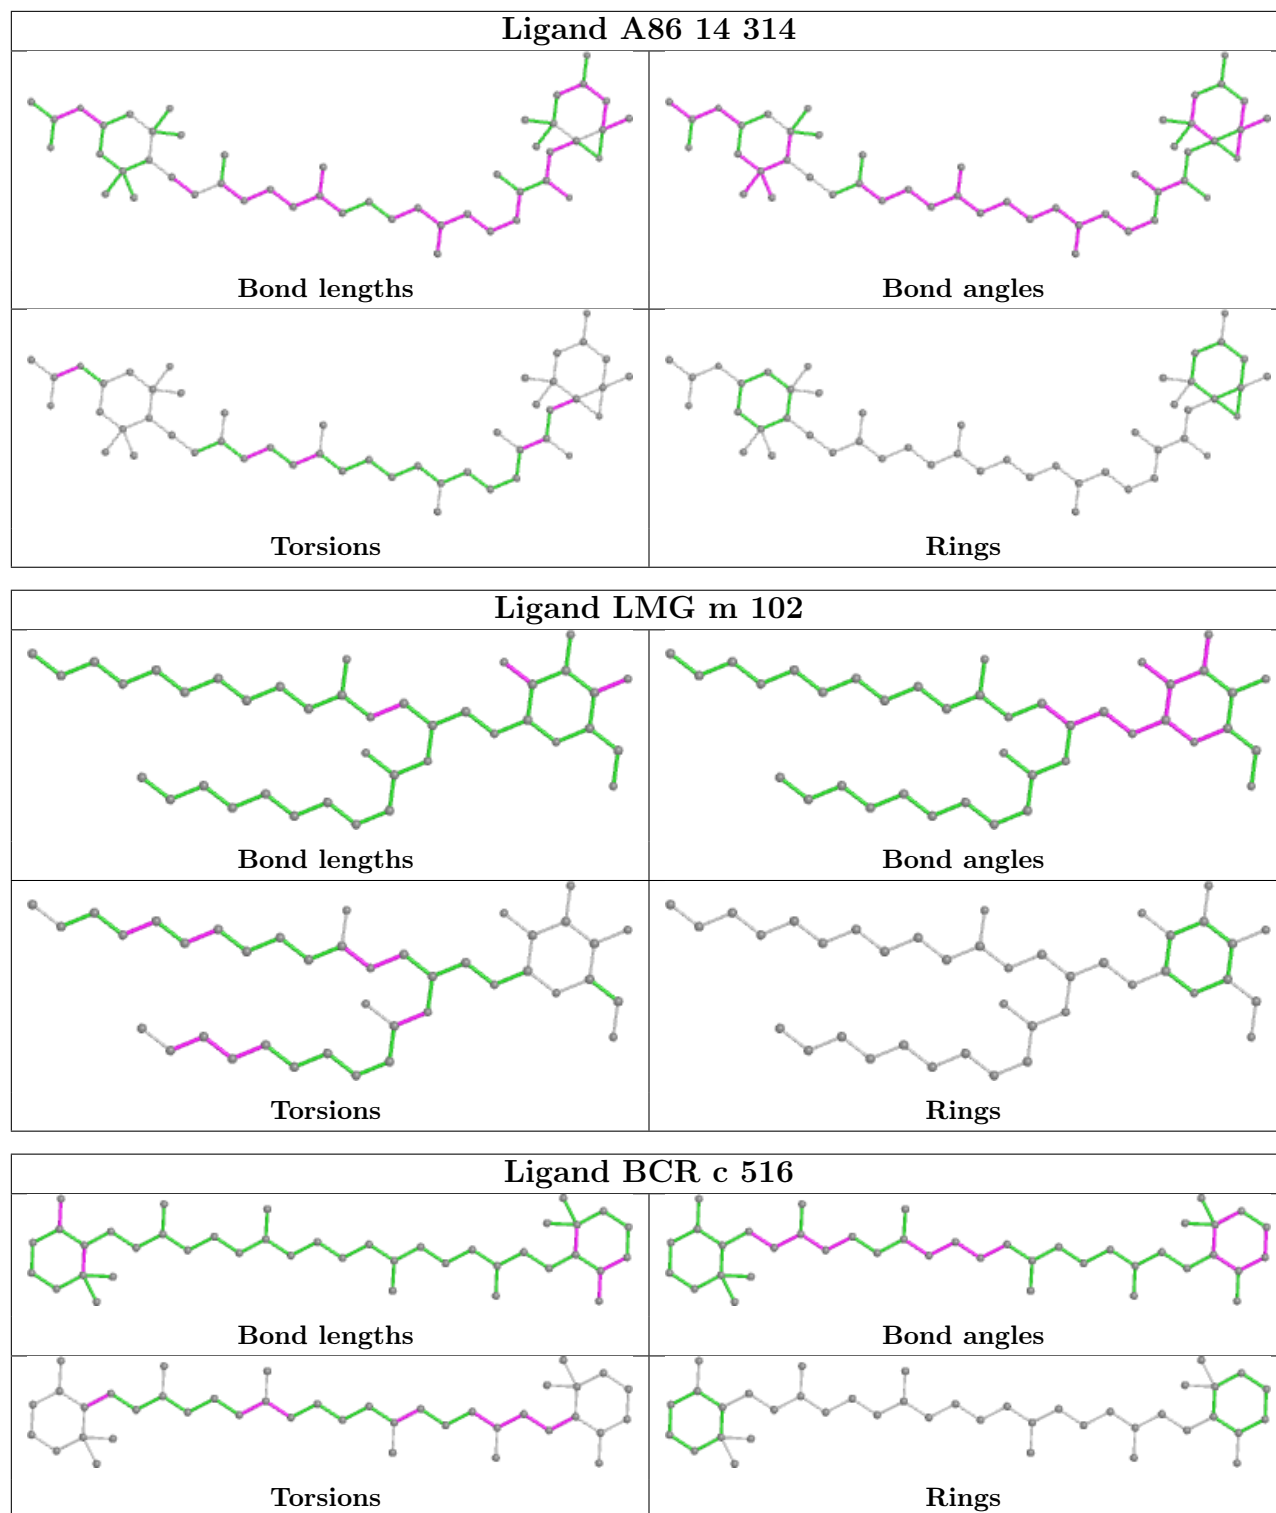 Ligand A86 14 314
Bond lengths
Bond angles
Torsions
Rings
Ligand LMG m 102
Bond lengths
Bond angles
Torsions
Rings
Ligand BCR c 516
Bond lengths
Bond angles
Torsions
Rings